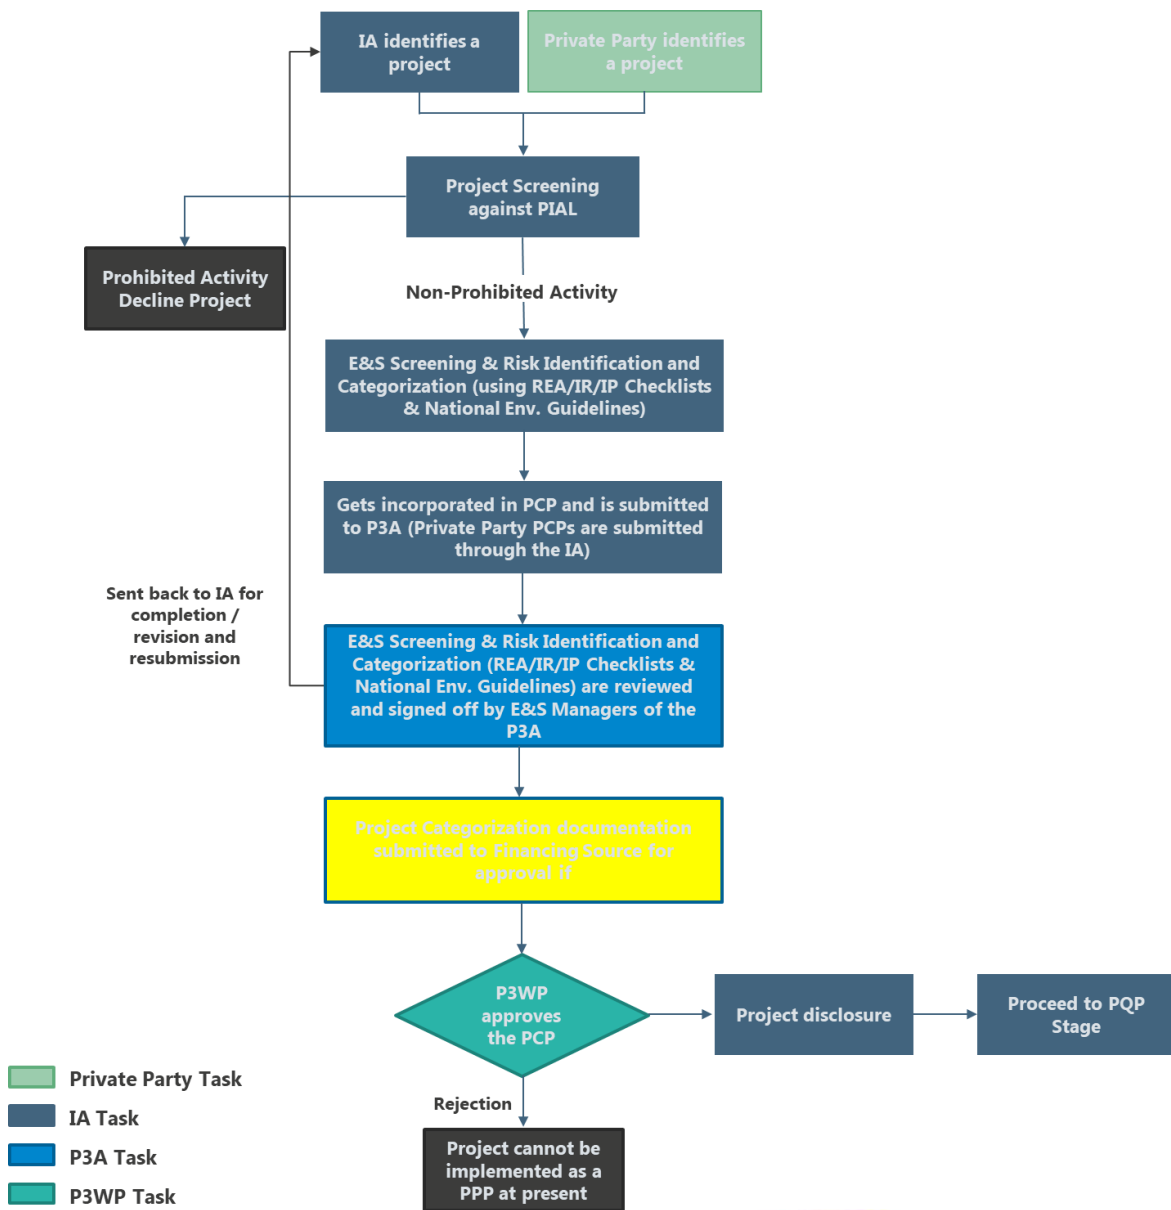 IA identifies a
project
Private Party identifies
a project
Project Screening
against PIAL
Prohibited Activity
Decline Project
Non-Prohibited Activity
E&S Screening & Risk Identification and
Categorization (using REA/IR/IP Checklists
& National Env. Guidelines)
Gets incorporated in PCP and is submitted
to P3A (Private Party PCPs are submitted
through the IA)
Sent back to IA for
completion /
revision and
resubmission
E&S Screening & Risk Identification and
Categorization (REA/IR/IP Checklists &
National Env. Guidelines) are reviewed
and signed off by E&S Managers of the
P3A
Project Categorization documentation
submitted to Financing Source for
approval if
P3WP
approves
the PCP
Project disclosure
Proceed to PQP
Stage
Rejection
Project cannot be
implemented as a
PPP at present
Private Party Task
IA Task
P3A Task
P3WP Task